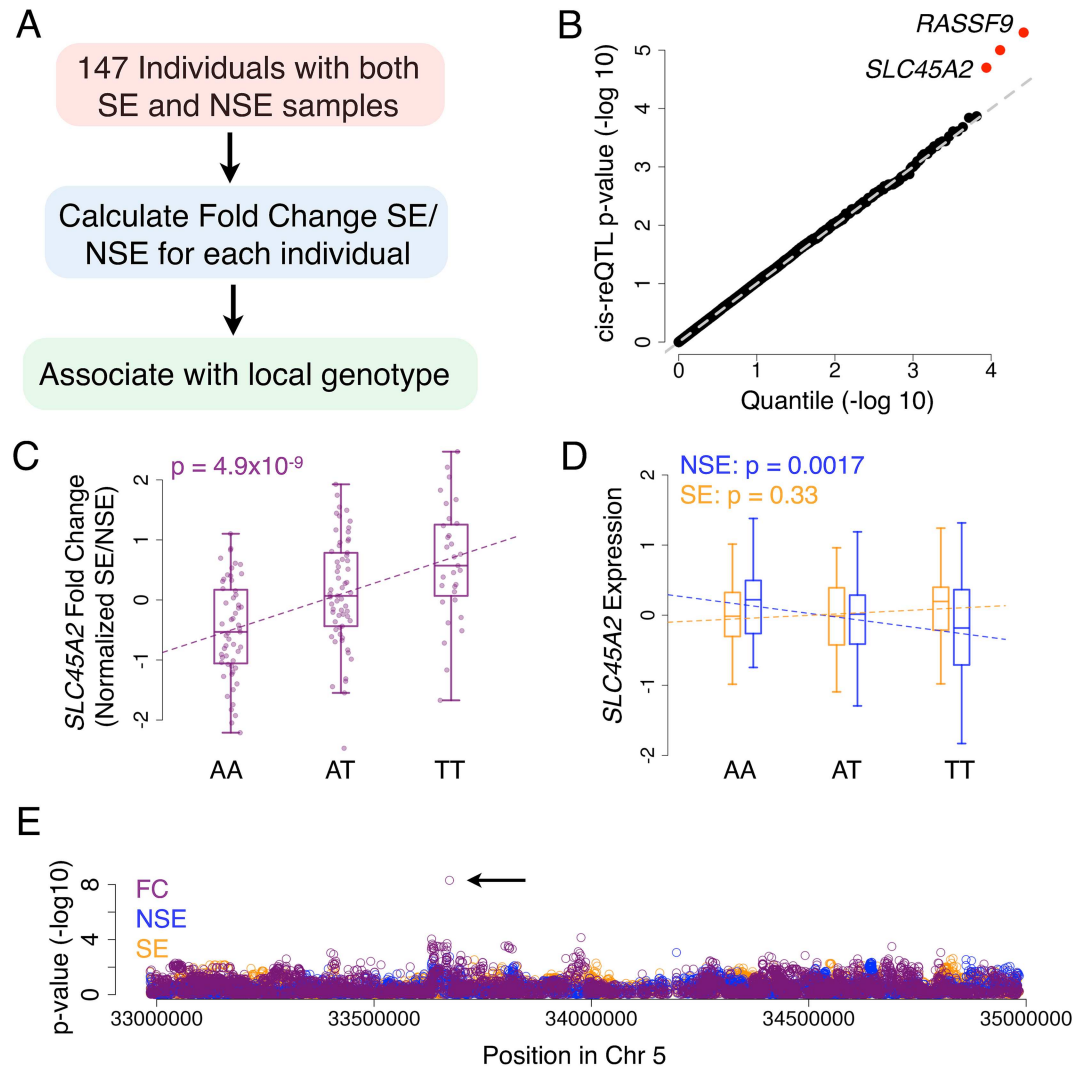 A
147 Individuals with both
SE and NSE samples
Calculate Fold Change SE/
NSE for each individual
Associate with local genotype
B
RASSF9
SLC45A2
cis-reQTL p-value (-log 10)
5
4
3
2
1
0
0 1 2 3 4
Quantile (-log 10)
C
p = 4.9x10-9
SLC45A2 Fold Change
(Normalized SE/NSE)
2
1
0
-1
-2
AA AT TT
D
NSE: p = 0.0017
SE: p = 0.33
SLC45A2 Expression
2
1
0
-1
-2
AA AT TT
E
p-value (-log10)
8
4
0
FC
NSE
SE
33000000 33500000 34000000 34500000 35000000
Position in Chr 5